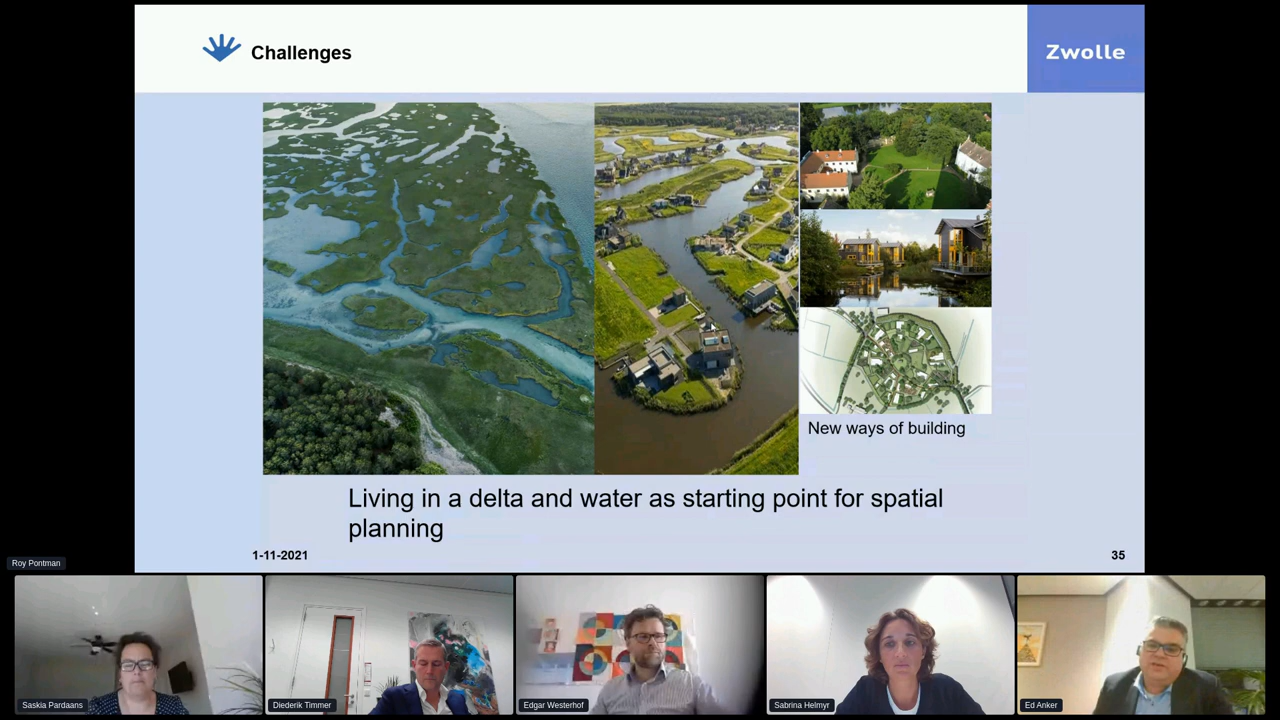 Challenges
Zwolle
New ways of building
Living in a delta and water as starting point for spatial
planning
1-11-2021
35
Roy Pontman
Saskia Pardaans
Diederik Timmer
Edgar Westerhof
Sabrina Helmyr
Ed Anker